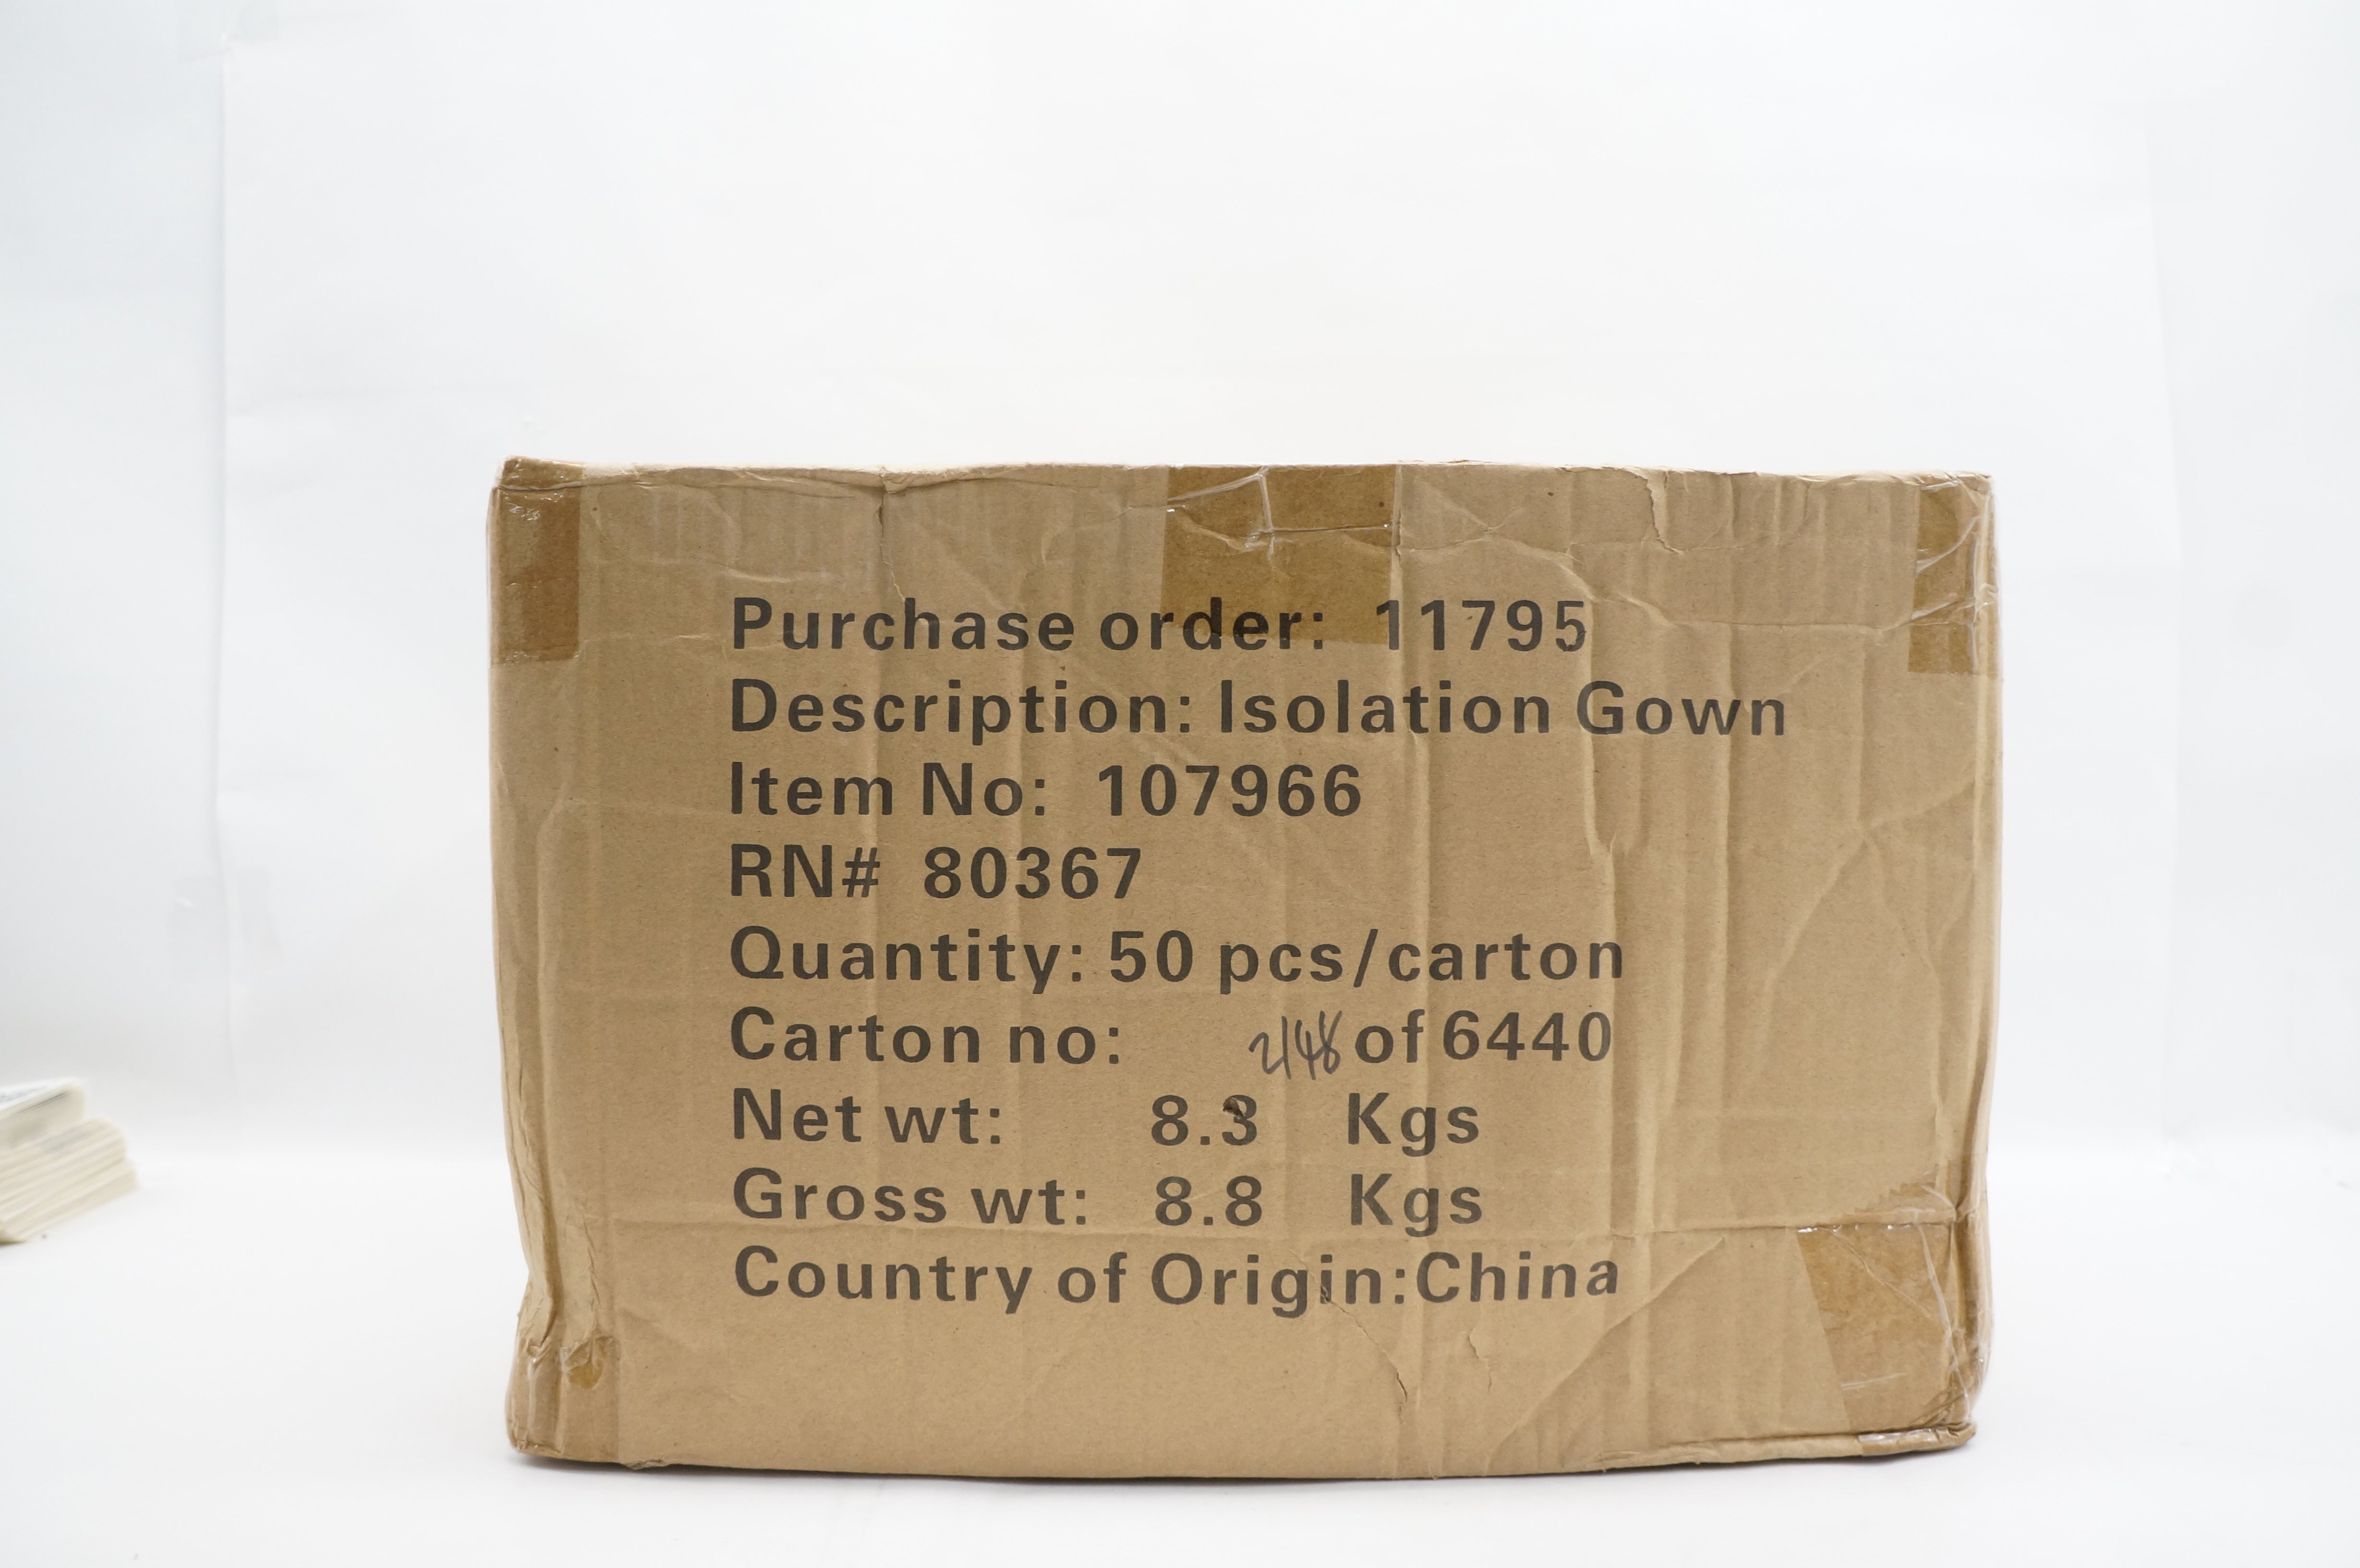 Purchase order: 11795
Description: Isolation Gown
Item No: 107966
RN# 80367
Quantity: 50 pcs/carton
Carton no: 2148 of 6440
Net wt: 8.3 Kgs
Gross wt: 8.8 Kgs
Country of Origin:China